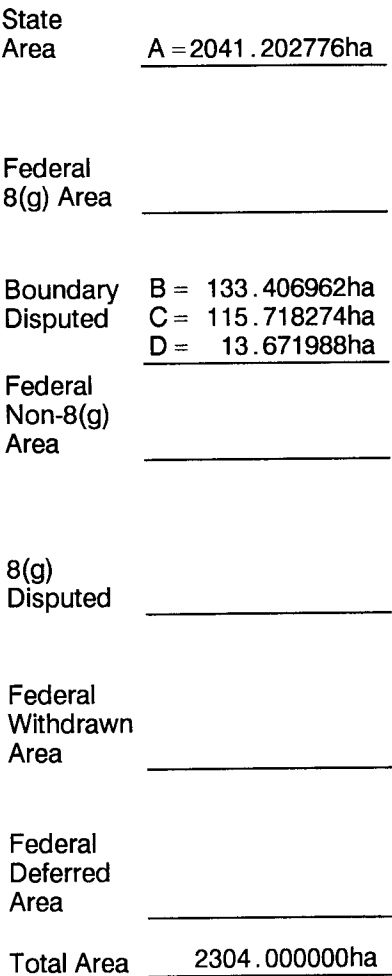 State
Area A =2041.202776ha
Federal
8(g) Area
Boundary B = 133.406962ha
Disputed C = 115.718274ha
D = 13.671988ha
Federal
Non-8(g)
Area
8(g)
Disputed
Federal
Withdrawn
Area
Federal
Deferred
Area
Total Area 2304.000000ha